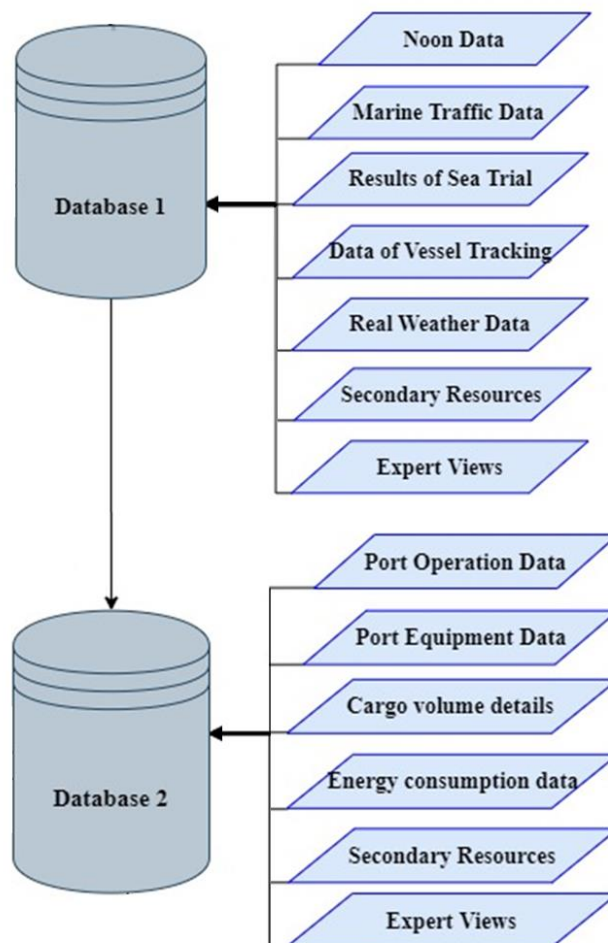 Noon Data
Marine Traffic Data
Results of Sea Trial
Database 1
Data of Vessel Tracking
Real Weather Data
Secondary Resources
Expert Views
Port Operation Data
Port Equipment Data
Cargo volume details
Database 2
Energy consumption data
Secondary Resources
Expert Views